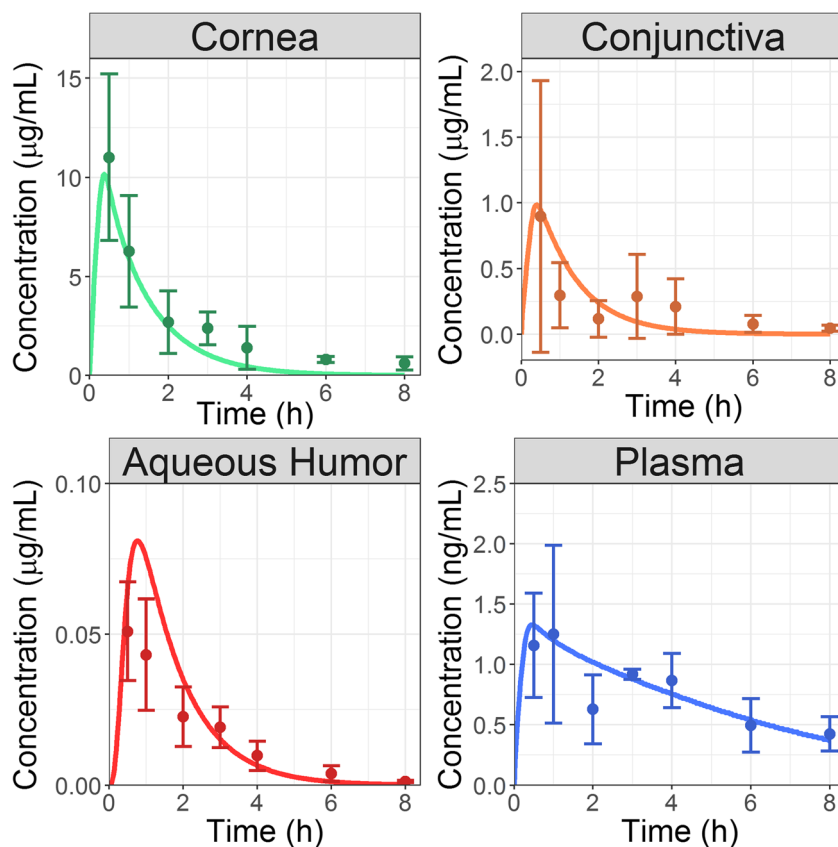 Cornea
Concentration (μg/mL)
15
10
5
0
0 2 4 6 8
Time (h)
Conjunctiva
Concentration (μg/mL)
2.0
1.5
1.0
0.5
0.0
0 2 4 6 8
Time (h)
Aqueous Humor
Concentration (μg/mL)
0.10
0.05
0.00
0 2 4 6 8
Time (h)
Plasma
Concentration (ng/mL)
2.5
2.0
1.5
1.0
0.5
0.0
0 2 4 6 8
Time (h)